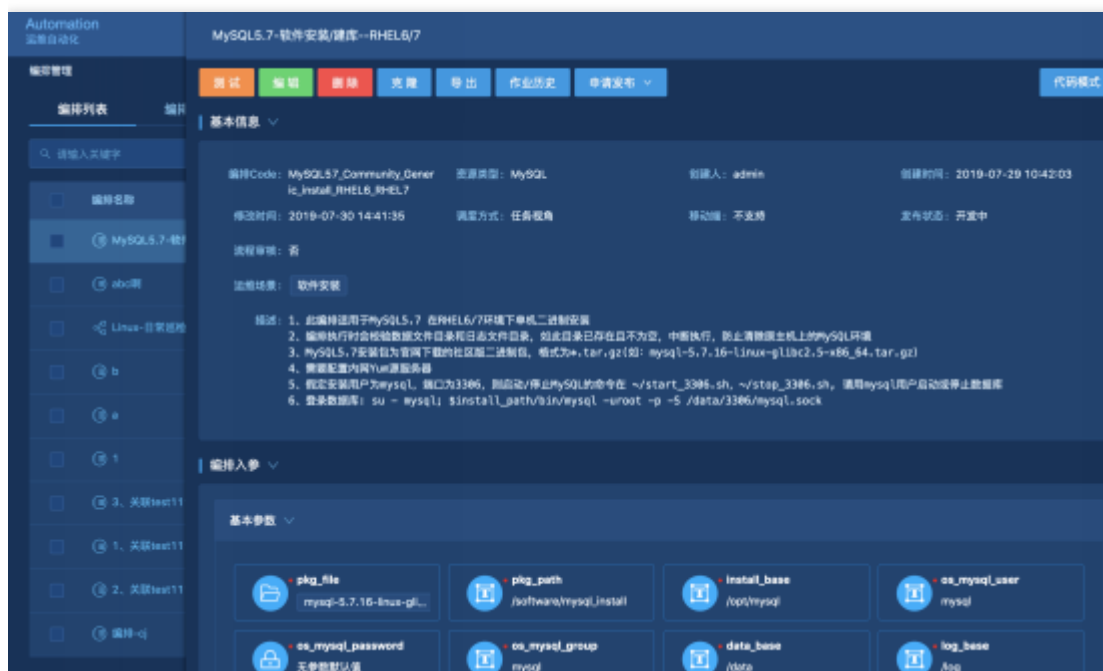 Automation
运维自动化
MySQL5.7-软件安装/建库--RHEL6/7
编排管理
测试 编辑 删除 克隆 导出 作业历史 申请发布 代码模式
编排列表 编排
基本信息
请输入关键字
编排Code: MySQL57_Community_Gener
ic_install_RHEL6_RHEL7
资源类型: MySQL
创建人: admin
创建时间: 2019-07-29 10:42:03
编排名称
修改时间: 2019-07-30 14:41:35
调度方式: 任务视角
移动端: 不支持
发布状态: 开发中
MySQL5.7-软件
流程审核: 否
abc啊
运维场景: 软件安装
Linux-日常巡检
描述: 1、此编排适用于MySQL5.7 在RHEL6/7环境下单机二进制安装
2、编排执行时会校验数据文件目录和日志文件目录, 如此目录已存在且不为空, 中断执行, 防止清除原主机上的MySQL环境
3、MySQL5.7安装包为官网下载的社区版二进制包, 格式为*.tar.gz(如: mysql-5.7.16-linux-glibc2.5-x86_64.tar.gz)
4、需要配置内网Yum源服务器
5、假定安装用户为mysql, 端口为3306, 则启动/停止MySQL的命令在 ~/start_3306.sh, ~/stop_3306.sh, 请用mysql用户启动或停止数据库
6、登录数据库: su - mysql; $install_path/bin/mysql -uroot -p -S /data/3306/mysql.sock
b
a
1
编排入参
3、关联test11
基本参数
1、关联test11
2、关联test11
* pkg_file
mysql-5.7.16-linux-gli...
* pkg_path
/software/mysql_install
* install_base
/opt/mysql
* os_mysql_user
mysql
编排-cj
* os_mysql_password
无参数默认值
* os_mysql_group
mysql
* data_base
/data
* log_base
/log